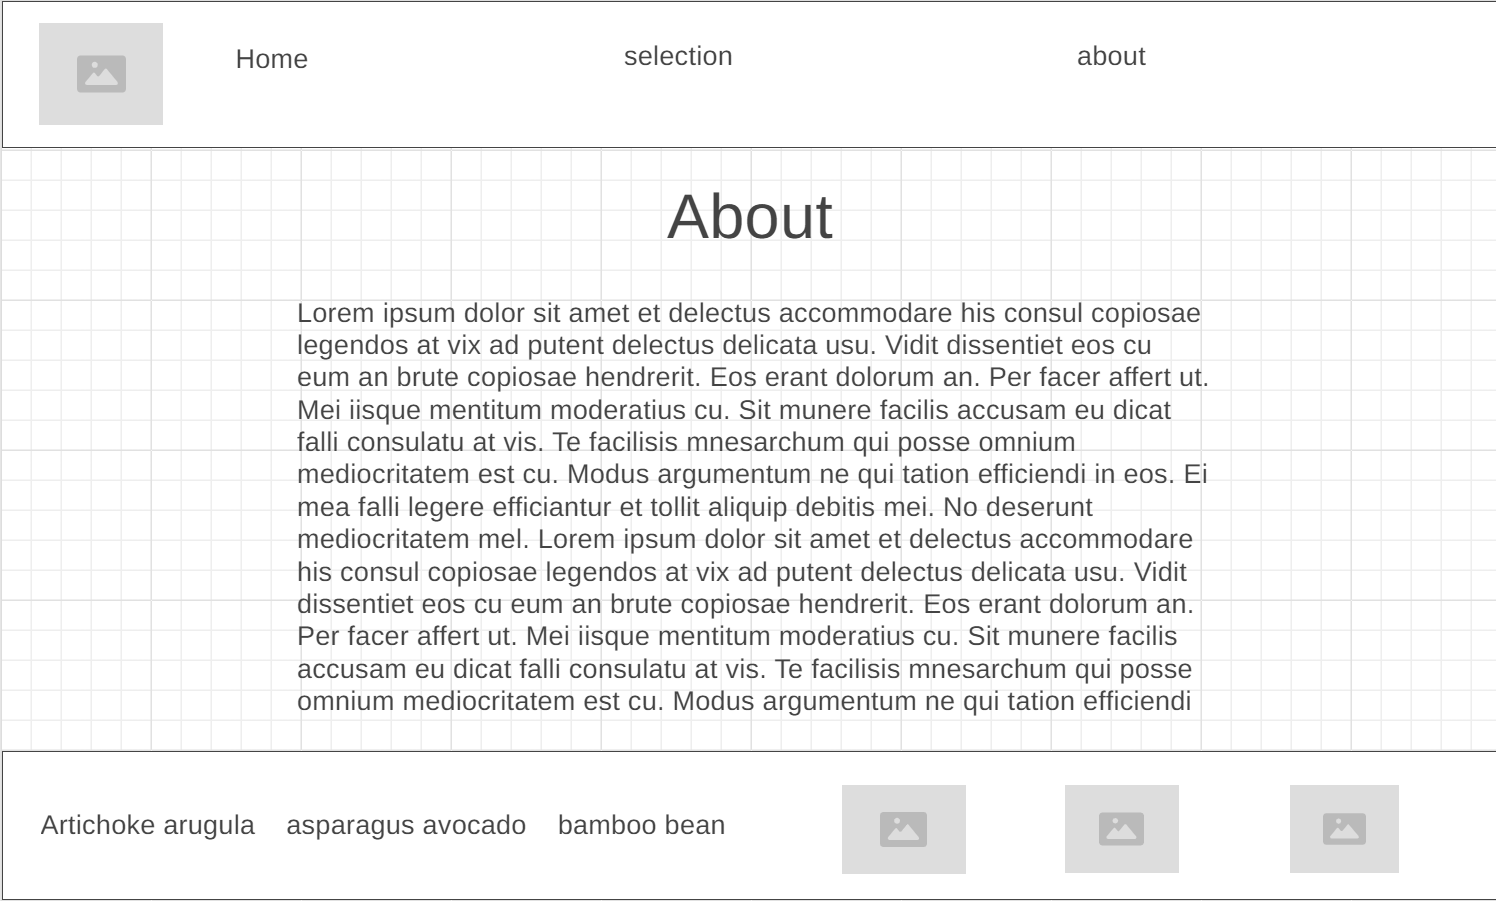 Home selection about
About
Lorem ipsum dolor sit amet et delectus accommodare his consul copiosae
legendos at vix ad putent delectus delicata usu. Vidit dissentiet eos cu
eum an brute copiosae hendrerit. Eos erant dolorum an. Per facer affert ut.
Mei iisque mentitum moderatius cu. Sit munere facilis accusam eu dicat
falli consulatu at vis. Te facilisis mnesarchum qui posse omnium
mediocritatem est cu. Modus argumentum ne qui tation efficiendi in eos. Ei
mea falli legere efficiantur et tollit aliquip debitis mei. No deserunt
mediocritatem mel. Lorem ipsum dolor sit amet et delectus accommodare
his consul copiosae legendos at vix ad putent delectus delicata usu. Vidit
dissentiet eos cu eum an brute copiosae hendrerit. Eos erant dolorum an.
Per facer affert ut. Mei iisque mentitum moderatius cu. Sit munere facilis
accusam eu dicat falli consulatu at vis. Te facilisis mnesarchum qui posse
omnium mediocritatem est cu. Modus argumentum ne qui tation efficiendi
Artichoke arugula asparagus avocado bamboo bean